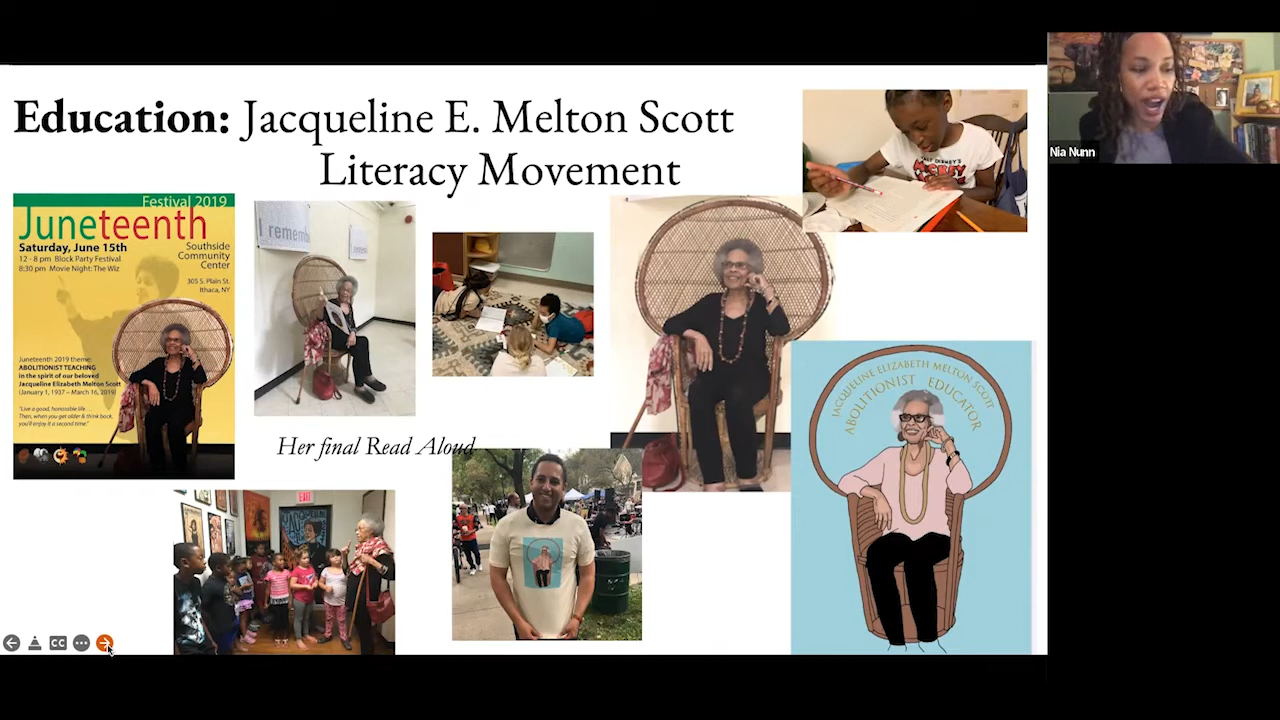 Education: Jacqueline E. Melton Scott
Literacy Movement
Nia Nunn
Festival 2019
Juneteenth
Saturday, June 15th
12 - 8 pm Block Party Festival
8:30 pm Movie Night: The Wiz
Southside
Community
Center
305 S. Plain St.
Ithaca, NY
Juneteenth 2019 theme:
ABOLITIONIST TEACHING
in the spirit of our beloved
Jacqueline Elizabeth Melton Scott
(January 1, 1937 – March 16, 2019)
"Live a good, honorable life...
Then, when you get older & think back,
you'll enjoy it a second time."
I rememb
Her final Read Aloud
JACQUELINE ELIZABETH MELTON SCOTT
ABOLITIONIST EDUCATOR
EXIT
CC